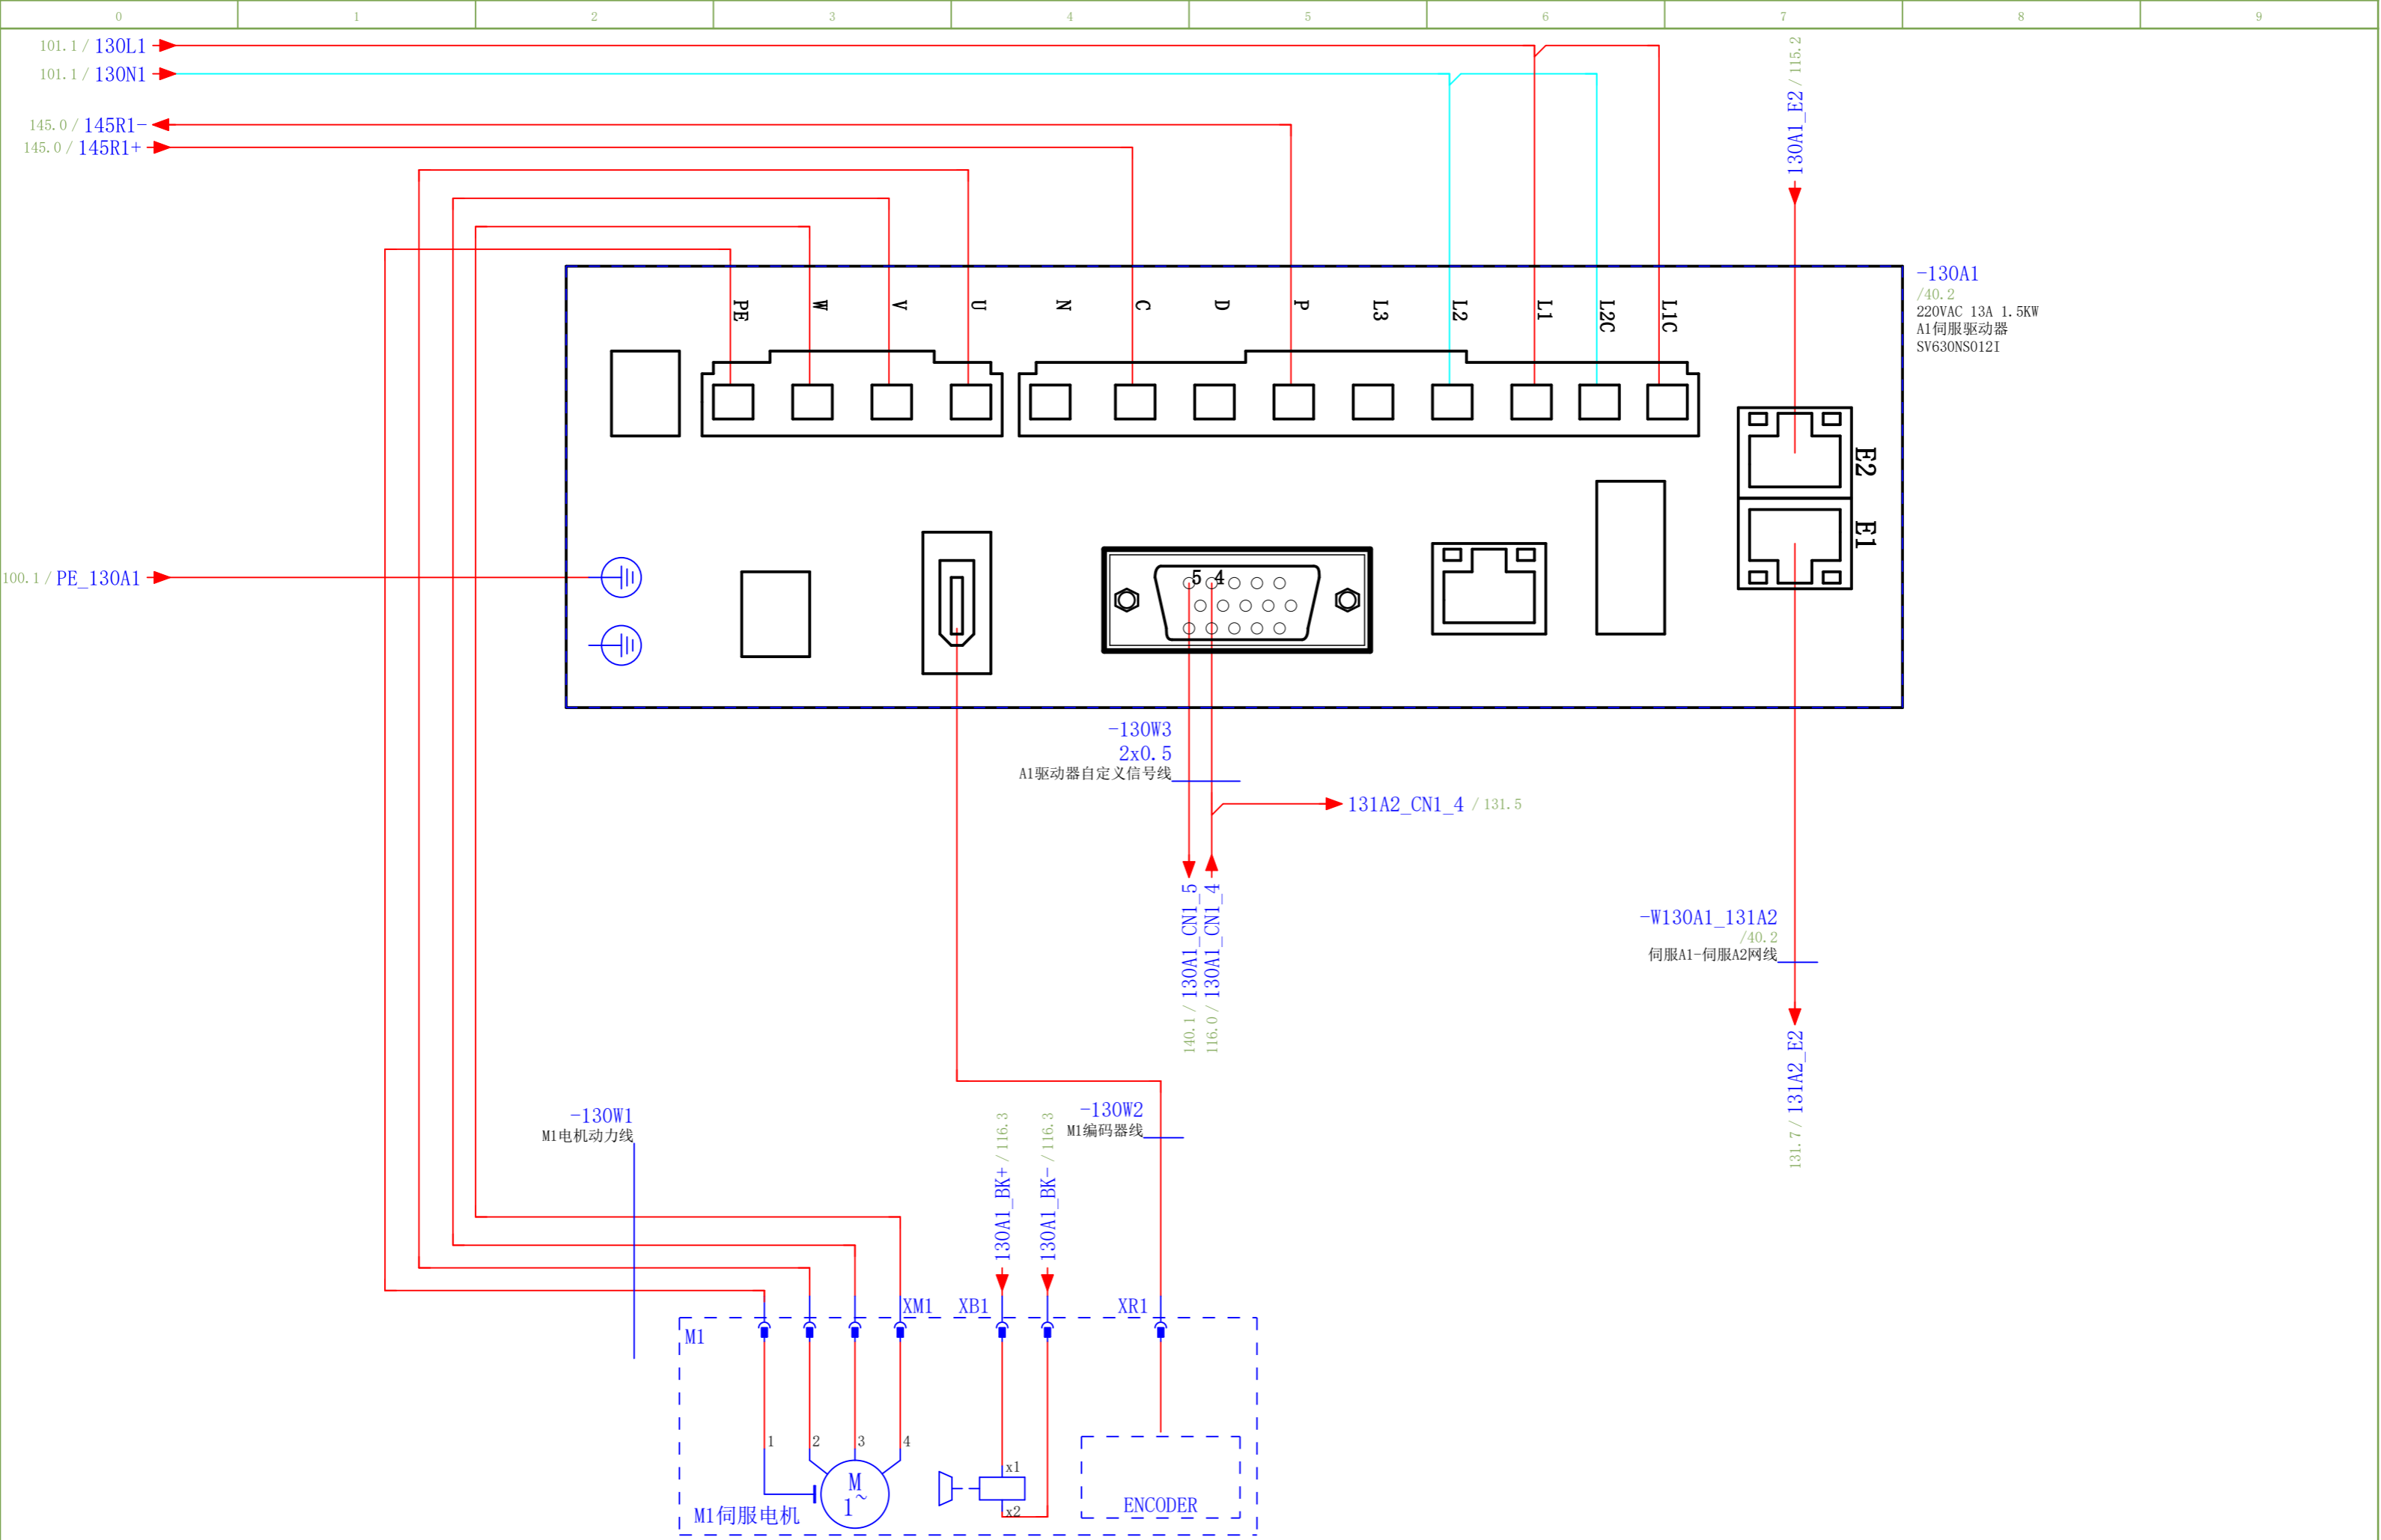 0 1 2 3 4 5 6 7 8 9
101.1 / 130L1
101.1 / 130N1
145.0 / 145R1-
145.0 / 145R1+
130A1_E2 / 115.2
-130A1
/40.2
220VAC 13A 1.5KW
A1伺服驱动器
SV630NS012I
PE W V U N C D P L3 L2 L1 L2C L1C
E2
E1
100.1 / PE_130A1
5 4
-130W3
2x0.5
A1驱动器自定义信号线
131A2_CN1_4 / 131.5
140.1 / 130A1_CN1_5
116.0 / 130A1_CN1_4
-W130A1_131A2
/40.2
伺服A1-伺服A2网线
131.7 / 131A2_E2
-130W1
M1电机动力线
130A1_BK+ / 116.3
130A1_BK- / 116.3
-130W2
M1编码器线
XM1 XB1 XR1
M1
1 2 3 4
M
1~
x1
x2
ENCODER
M1伺服电机